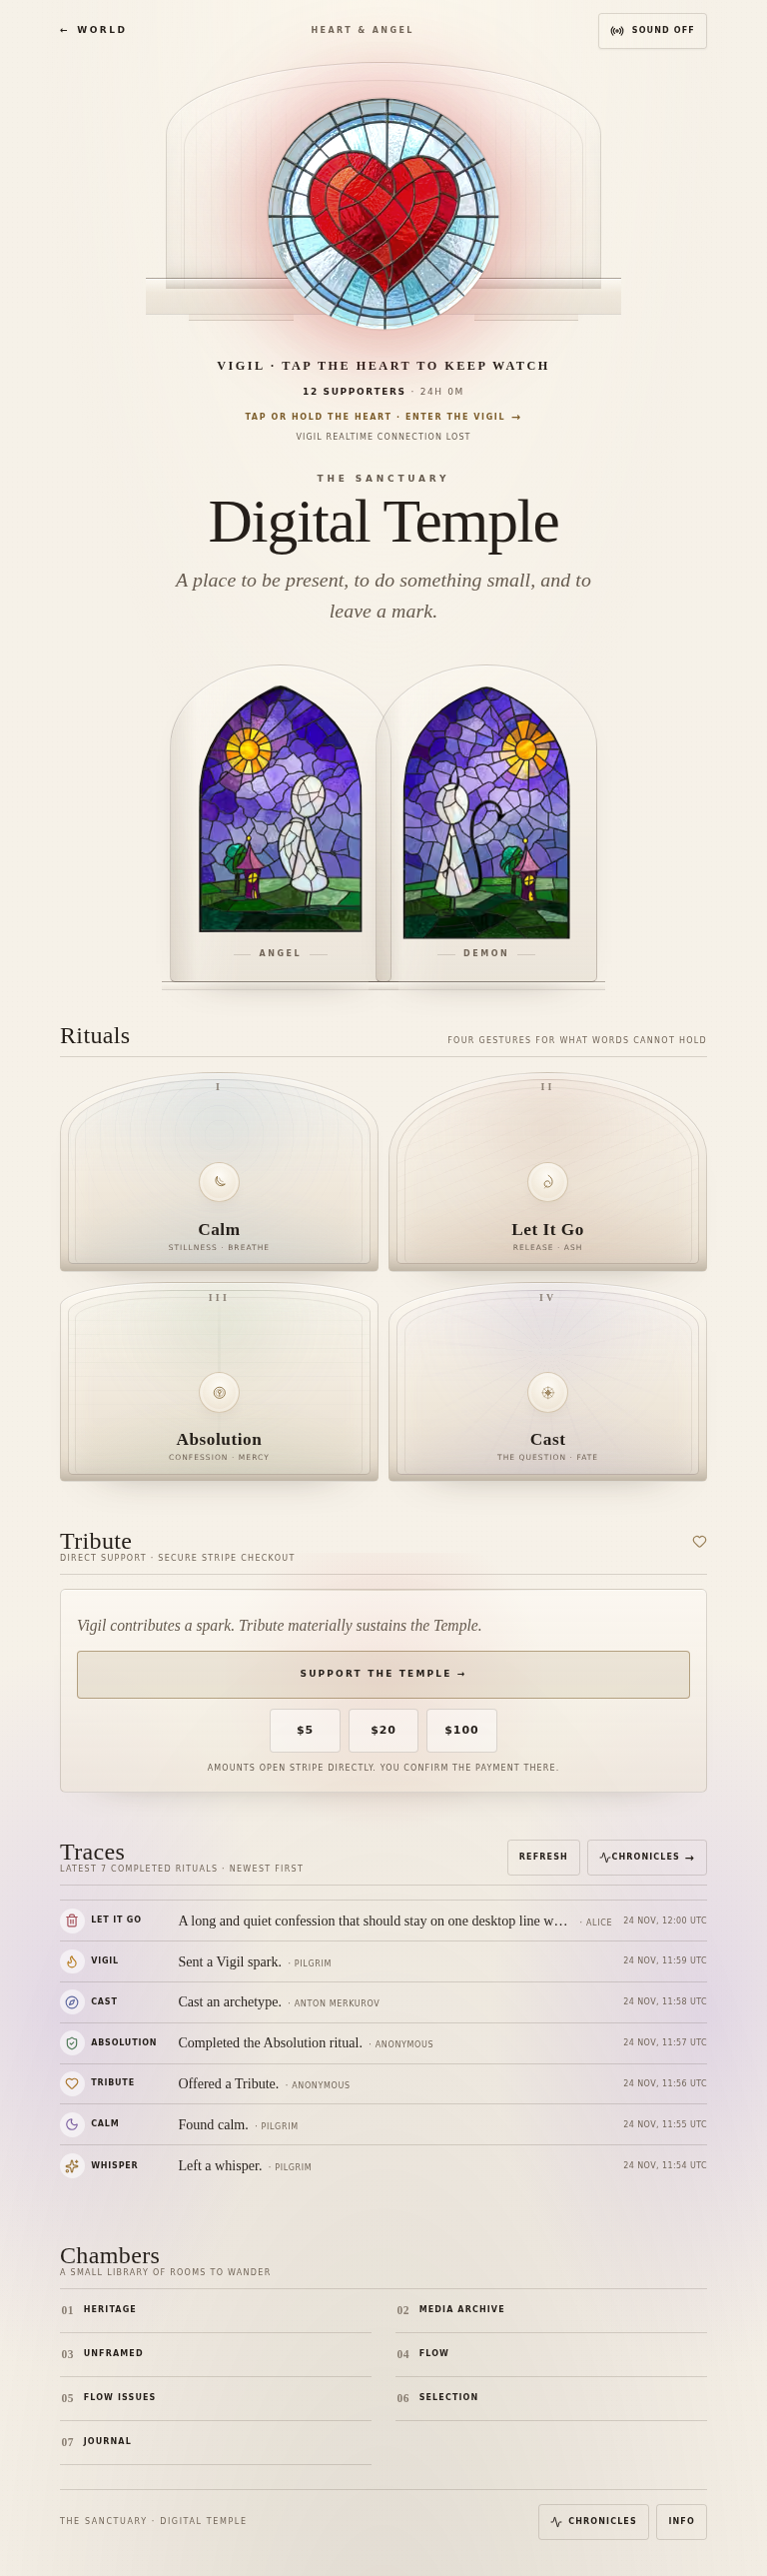 ← WORLD
HEART & ANGEL
SOUND OFF
VIGIL · TAP THE HEART TO KEEP WATCH
12 SUPPORTERS · 24H 0M
TAP OR HOLD THE HEART · ENTER THE VIGIL →
VIGIL REALTIME CONNECTION LOST
THE SANCTUARY
Digital Temple
A place to be present, to do something small, and to
leave a mark.
ANGEL
DEMON
Rituals
FOUR GESTURES FOR WHAT WORDS CANNOT HOLD
I
Calm
STILLNESS · BREATHE
II
Let It Go
RELEASE · ASH
III
Absolution
CONFESSION · MERCY
IV
Cast
THE QUESTION · FATE
Tribute
DIRECT SUPPORT · SECURE STRIPE CHECKOUT
Vigil contributes a spark. Tribute materially sustains the Temple.
SUPPORT THE TEMPLE →
$5
$20
$100
AMOUNTS OPEN STRIPE DIRECTLY. YOU CONFIRM THE PAYMENT THERE.
Traces
LATEST 7 COMPLETED RITUALS · NEWEST FIRST
REFRESH
CHRONICLES →
LET IT GO A long and quiet confession that should stay on one desktop line w… · ALICE 24 NOV, 12:00 UTC
VIGIL Sent a Vigil spark. · PILGRIM 24 NOV, 11:59 UTC
CAST Cast an archetype. · ANTON MERKUROV 24 NOV, 11:58 UTC
ABSOLUTION Completed the Absolution ritual. · ANONYMOUS 24 NOV, 11:57 UTC
TRIBUTE Offered a Tribute. · ANONYMOUS 24 NOV, 11:56 UTC
CALM Found calm. · PILGRIM 24 NOV, 11:55 UTC
WHISPER Left a whisper. · PILGRIM 24 NOV, 11:54 UTC
Chambers
A SMALL LIBRARY OF ROOMS TO WANDER
01 HERITAGE
02 MEDIA ARCHIVE
03 UNFRAMED
04 FLOW
05 FLOW ISSUES
06 SELECTION
07 JOURNAL
THE SANCTUARY · DIGITAL TEMPLE
CHRONICLES
INFO